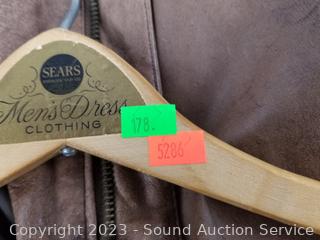 SEARS
Men's Dress
CLOTHING
178.
5286
Copyright 2023 - Sound Auction Service